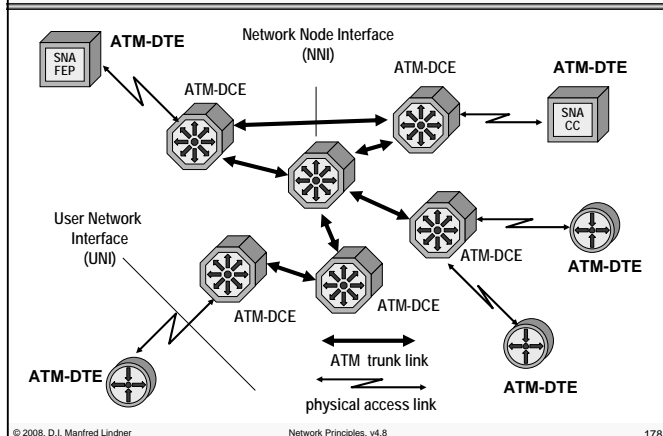 Network Node Interface
(NNI)
ATM-DTE
SNA
FEP
ATM-DCE
ATM-DCE
ATM-DTE
SNA
CC
User Network
Interface
(UNI)
ATM-DCE
ATM-DTE
ATM-DCE
ATM-DCE
ATM-DTE
ATM trunk link
ATM-DTE
physical access link
© 2008, D.I. Manfred Lindner
Network Principles, v4.8
178